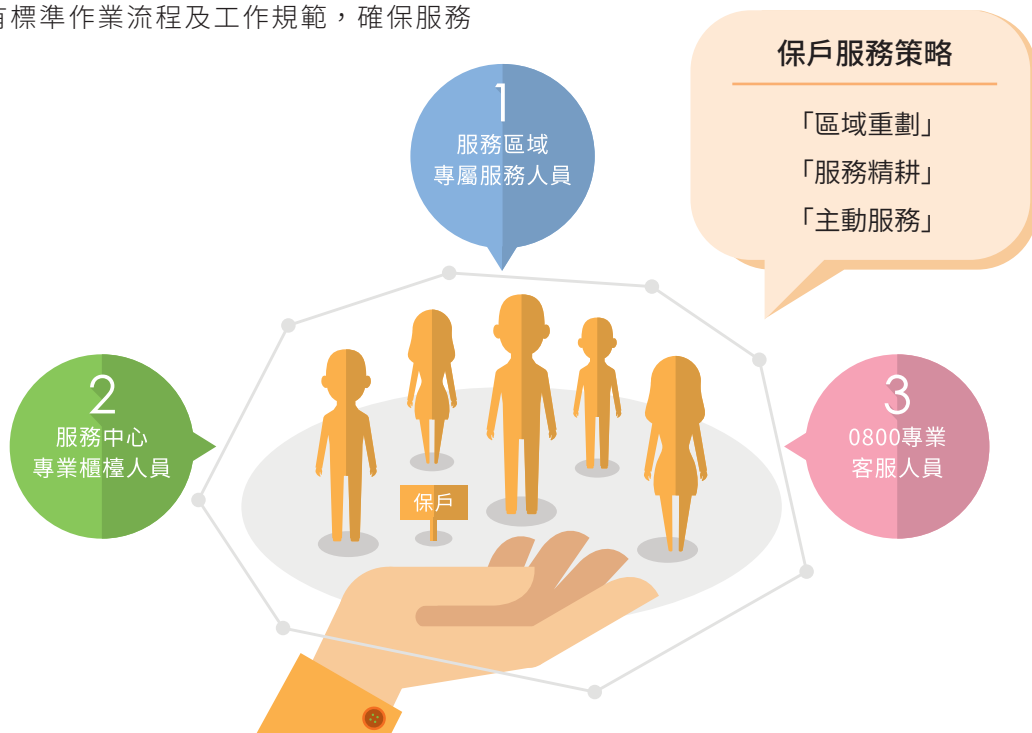 有標準作業流程及工作規範，確保服務
保戶服務策略
「區域重劃」
「服務精耕」
「主動服務」
1
服務區域
專屬服務人員
2
服務中心
專業櫃檯人員
3
0800專業
客服人員
保戶